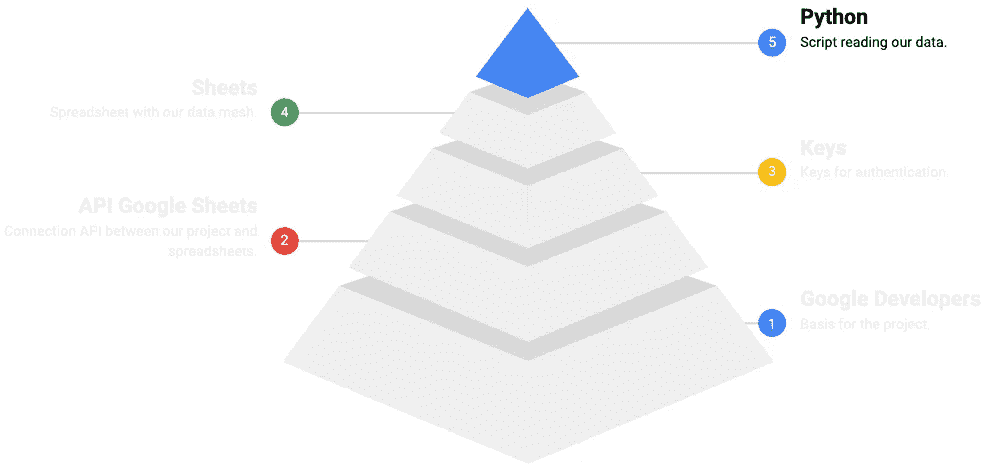 Python
5
Script reading our data.
Sheets
4
Spreadsheet with our data mesh.
Keys
3
Keys for authentication.
API Google Sheets
2
Connection API between our project and
spreadsheets.
Google Developers
1
Basis for the project.